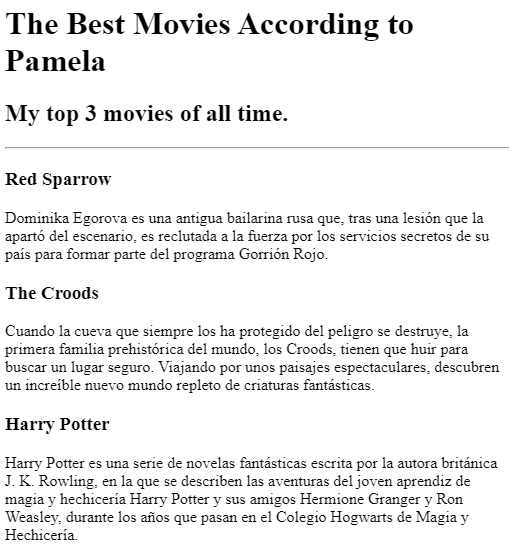 The Best Movies According to
Pamela
My top 3 movies of all time.
Red Sparrow
Dominika Egorova es una antigua bailarina rusa que, tras una lesión que la
apartó del escenario, es reclutada a la fuerza por los servicios secretos de su
país para formar parte del programa Gorrión Rojo.
The Croods
Cuando la cueva que siempre los ha protegido del peligro se destruye, la
primera familia prehistórica del mundo, los Croods, tienen que huir para
buscar un lugar seguro. Viajando por unos paisajes espectaculares, descubren
un increíble nuevo mundo repleto de criaturas fantásticas.
Harry Potter
Harry Potter es una serie de novelas fantásticas escrita por la autora británica
J. K. Rowling, en la que se describen las aventuras del joven aprendiz de
magia y hechicería Harry Potter y sus amigos Hermione Granger y Ron
Weasley, durante los años que pasan en el Colegio Hogwarts de Magia y
Hechicería.